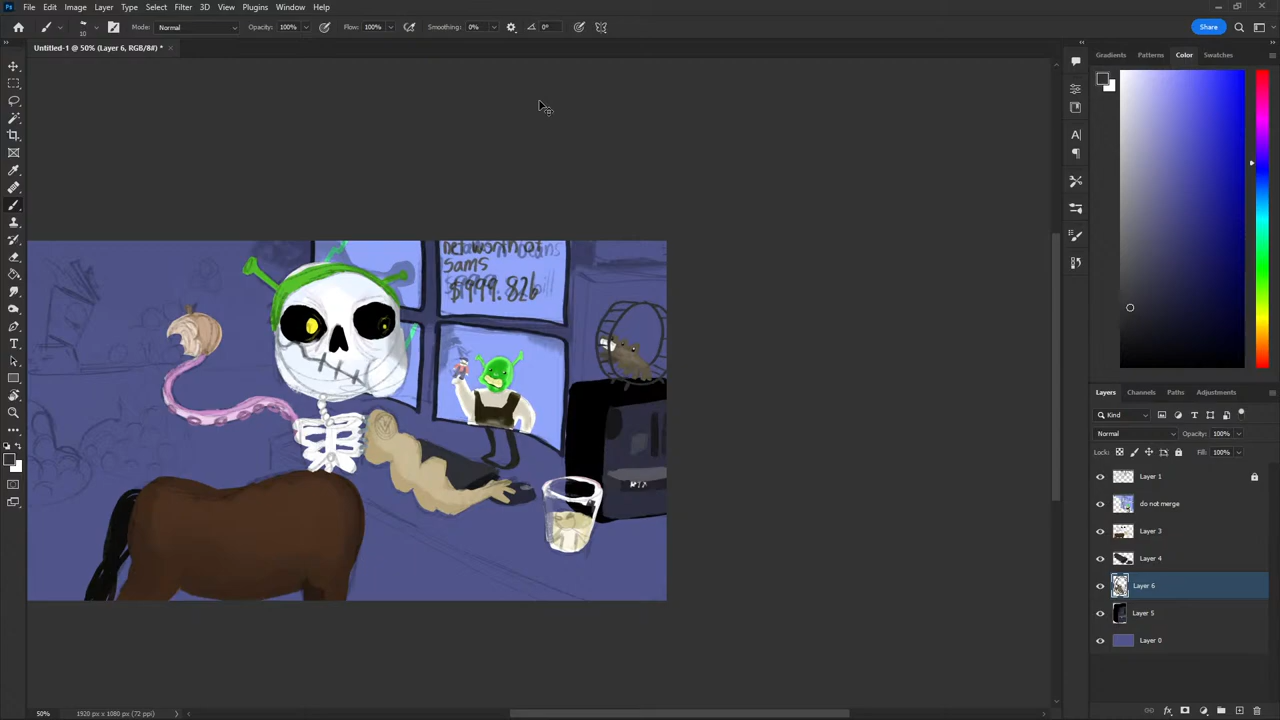 File Edit Image Layer Type Select Filter 3D View Plugins Window Help
10 Mode: Normal Opacity: 100% Flow: 100% Smoothing: 0% 0° Share
Untitled-1 @ 50% (Layer 6, RGB/8#) *
Gradients Patterns Color Swatches
net worth of
Sams
$999.826
Layers Channels Paths Adjustments
Kind
Normal Opacity: 100%
Lock: Fill: 100%
Layer 1
do not merge
Layer 3
Layer 4
Layer 6
Layer 5
Layer 0
50% 1920 px x 1080 px (72 ppi)